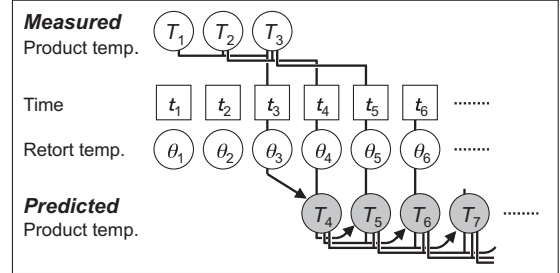 Measured T₁ T₂ T₃
Product temp.
Time t₁ t₂ t₃ t₄ t₅ t₆ ........
Retort temp. θ₁ θ₂ θ₃ θ₄ θ₅ θ₆ ........
Predicted T₄ T₅ T₆ T₇ ........
Product temp.